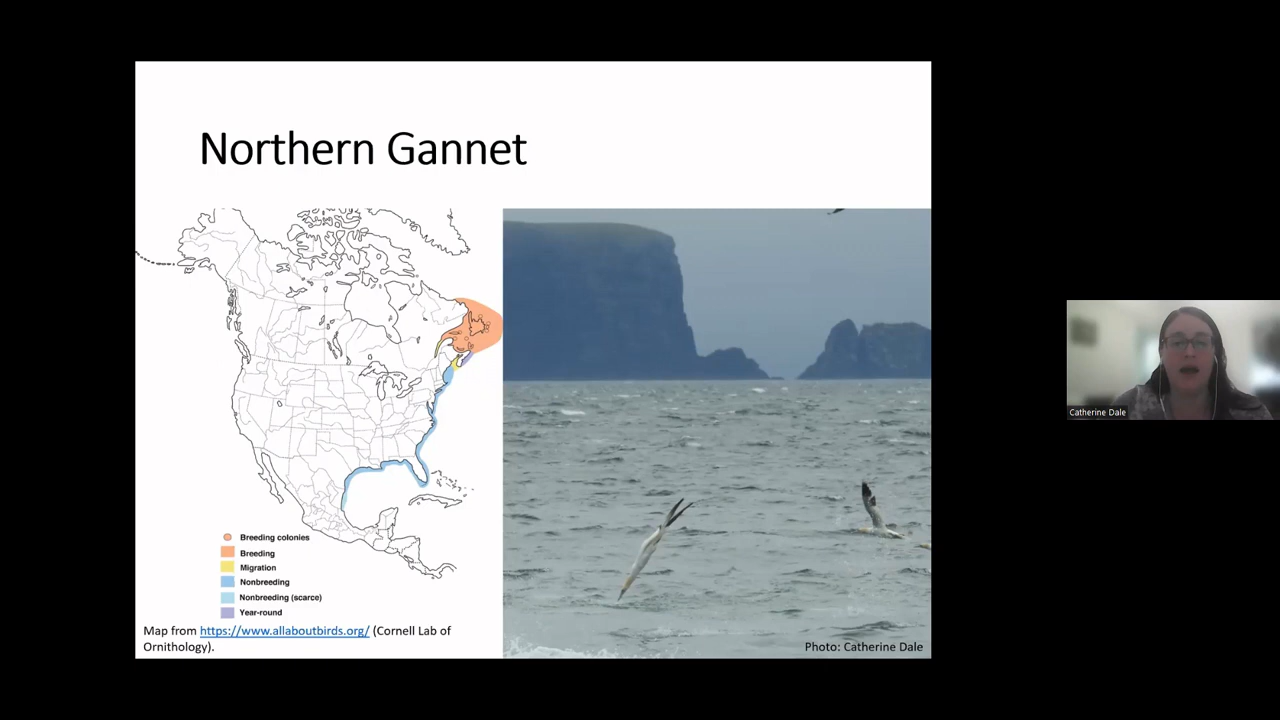 Northern Gannet
Breeding colonies
Breeding
Migration
Nonbreeding
Nonbreeding (scarce)
Year-round
Map from https://www.allaboutbirds.org/ (Cornell Lab of
Ornithology).
Photo: Catherine Dale
Catherine Dale